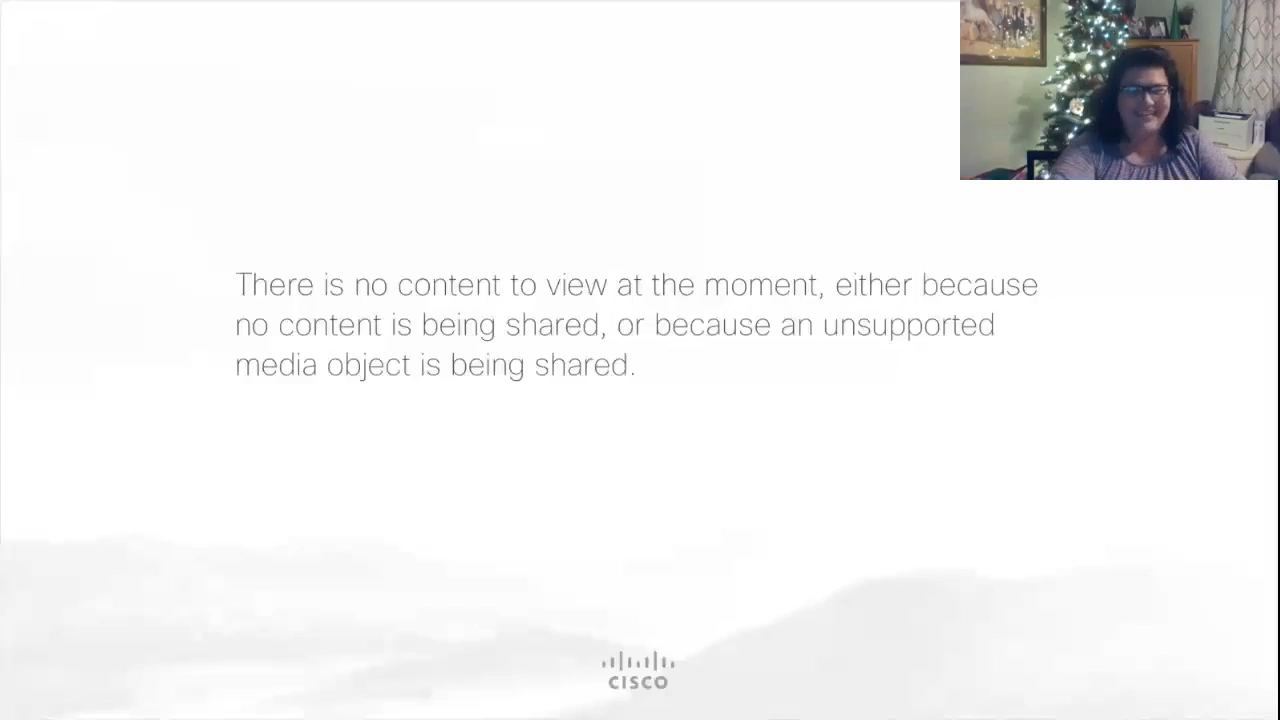 There is no content to view at the moment, either because
no content is being shared, or because an unsupported
media object is being shared.
CISCO